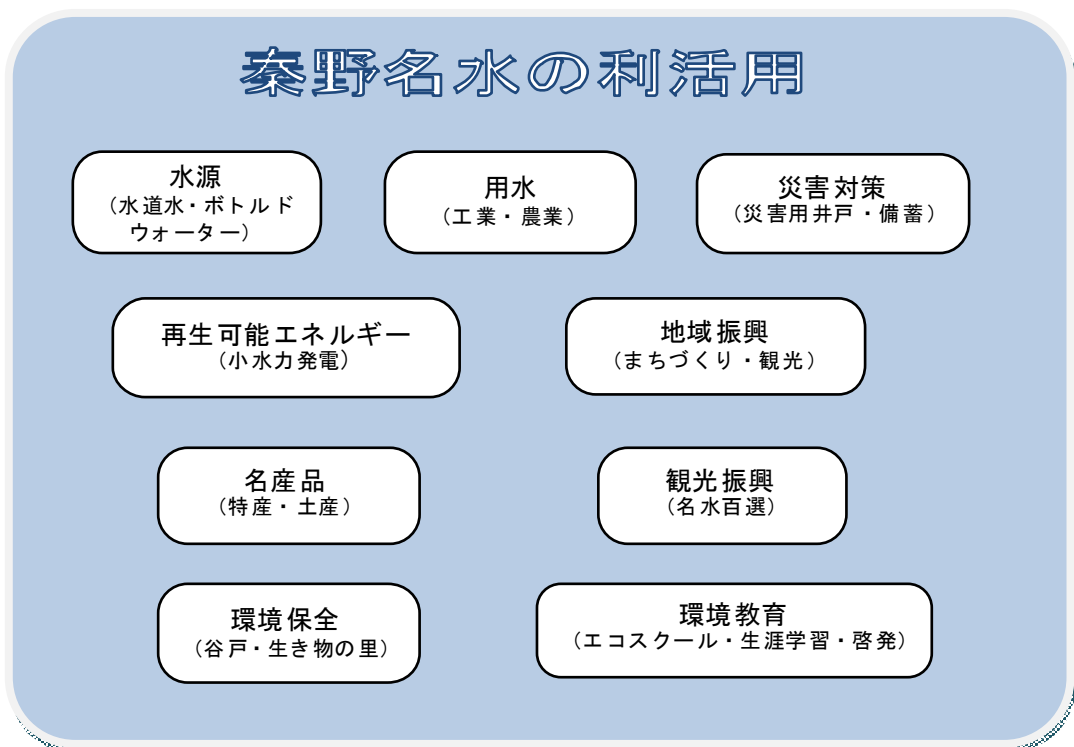 秦野名水の利活用
水源
（水道水・ボトルド
ウォーター）
用水
（工業・農業）
災害対策
（災害用井戸・備蓄）
再生可能エネルギー
（小水力発電）
地域振興
（まちづくり・観光）
名産品
（特産・土産）
観光振興
（名水百選）
環境保全
（谷戸・生き物の里）
環境教育
（エコスクール・生涯学習・啓発）